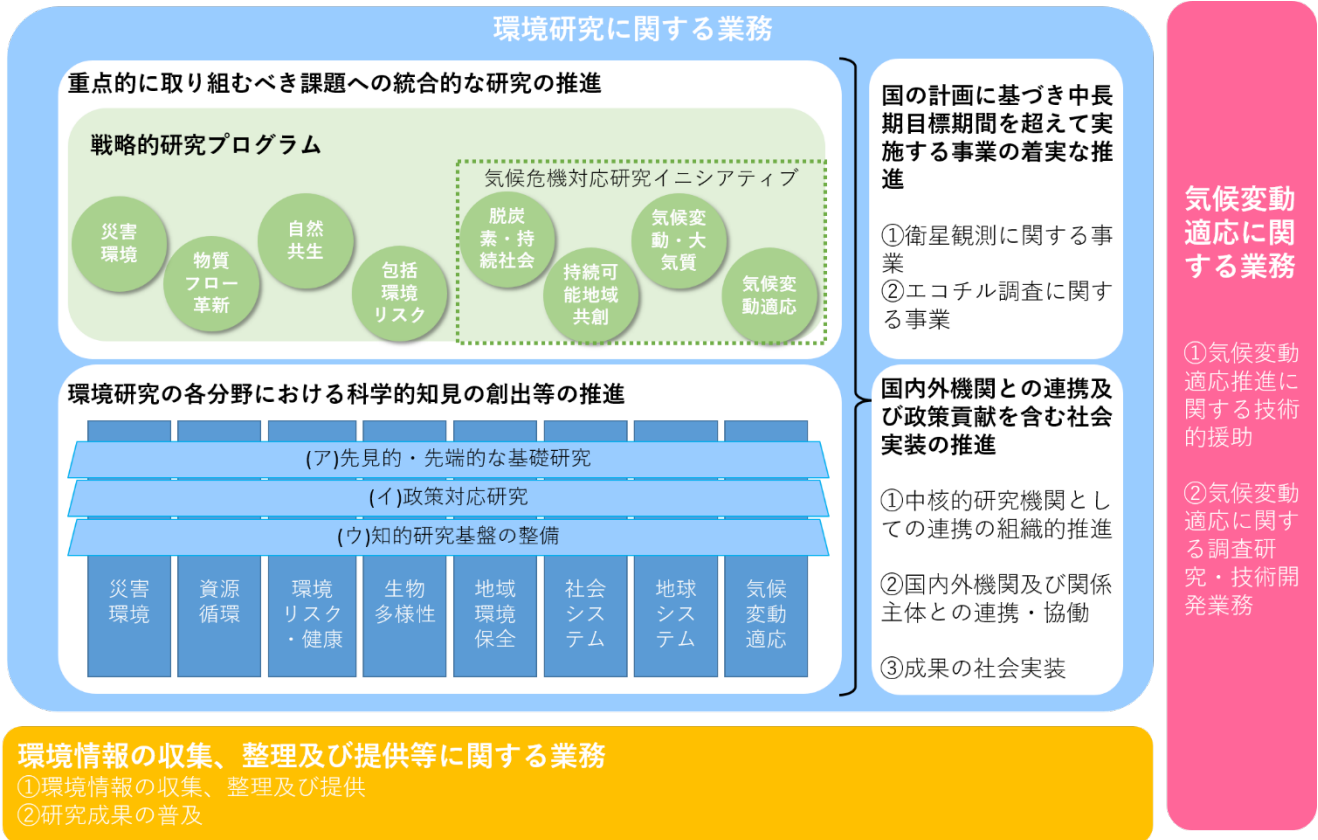 環境研究に関する業務
重点的に取り組むべき課題への統合的な研究の推進
戦略的研究プログラム
気候危機対応研究イニシアティブ
災害
環境
物質
フロー
革新
自然
共生
包括
環境
リスク
脱炭
素・持
続社会
持続可
能地域
共創
気候変
動・大
気質
気候変
動適応
環境研究の各分野における科学的知見の創出等の推進
(ア)先見的・先端的な基礎研究
(イ)政策対応研究
(ウ)知的研究基盤の整備
災害
環境
資源
循環
環境
リスク
・健康
生物
多様性
地域
環境
保全
社会
シス
テム
地球
シス
テム
気候
変動
適応
国の計画に基づき中長
期目標期間を超えて実
施する事業の着実な推
進
①衛星観測に関する事
業
②エコチル調査に関す
る事業
国内外機関との連携及
び政策貢献を含む社会
実装の推進
①中核的研究機関とし
ての連携の組織的推進
②国内外機関及び関係
主体との連携・協働
③成果の社会実装
気候変動
適応に関
する業務
①気候変動
適応推進に
関する技術
的援助
②気候変動
適応に関す
る調査研
究・技術開
発業務
環境情報の収集、整理及び提供等に関する業務
①環境情報の収集、整理及び提供
②研究成果の普及